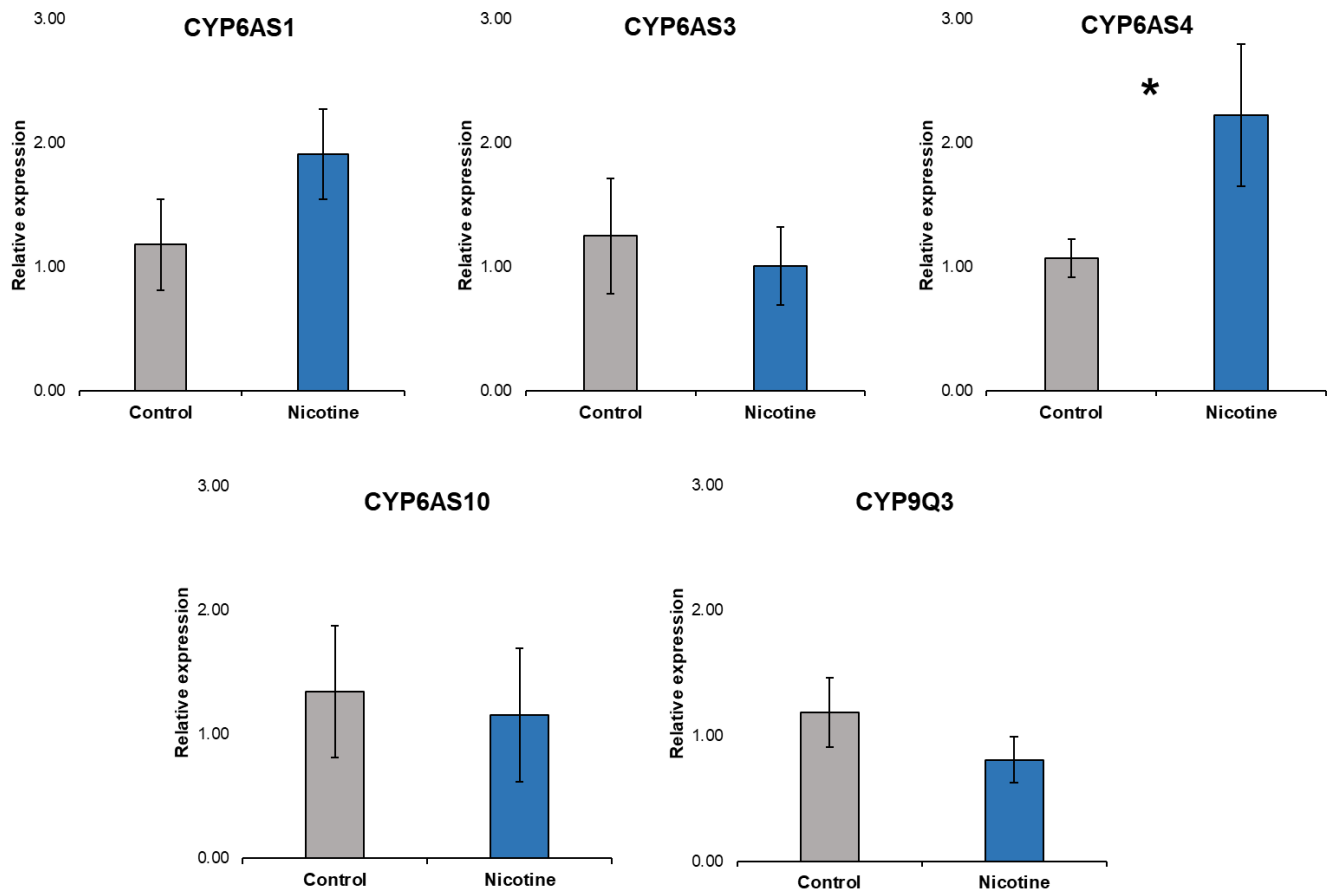 CYP6AS1
3.00
2.00
1.00
0.00
Relative expression
Control Nicotine
CYP6AS3
3.00
2.00
1.00
0.00
Relative expression
Control Nicotine
CYP6AS4
3.00
*
2.00
1.00
0.00
Relative expression
Control Nicotine
CYP6AS10
3.00
2.00
1.00
0.00
Relative expression
Control Nicotine
CYP9Q3
3.00
2.00
1.00
0.00
Relative expression
Control Nicotine